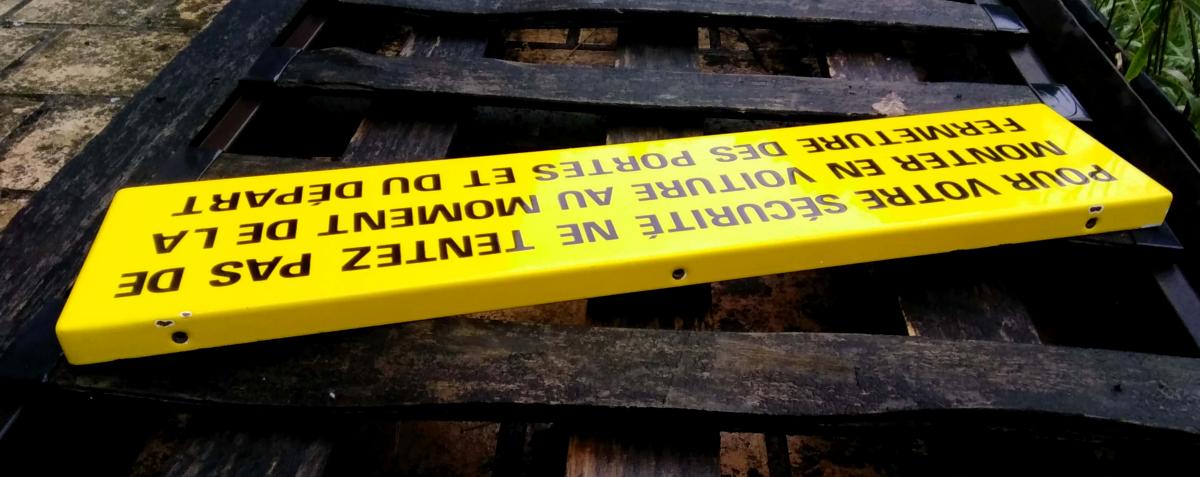 POUR VOTRE SÉCURITÉ NE TENTEZ PAS DE
MONTER EN VOITURE AU MOMENT DE LA
FERMETURE DES PORTES ET DU DÉPART